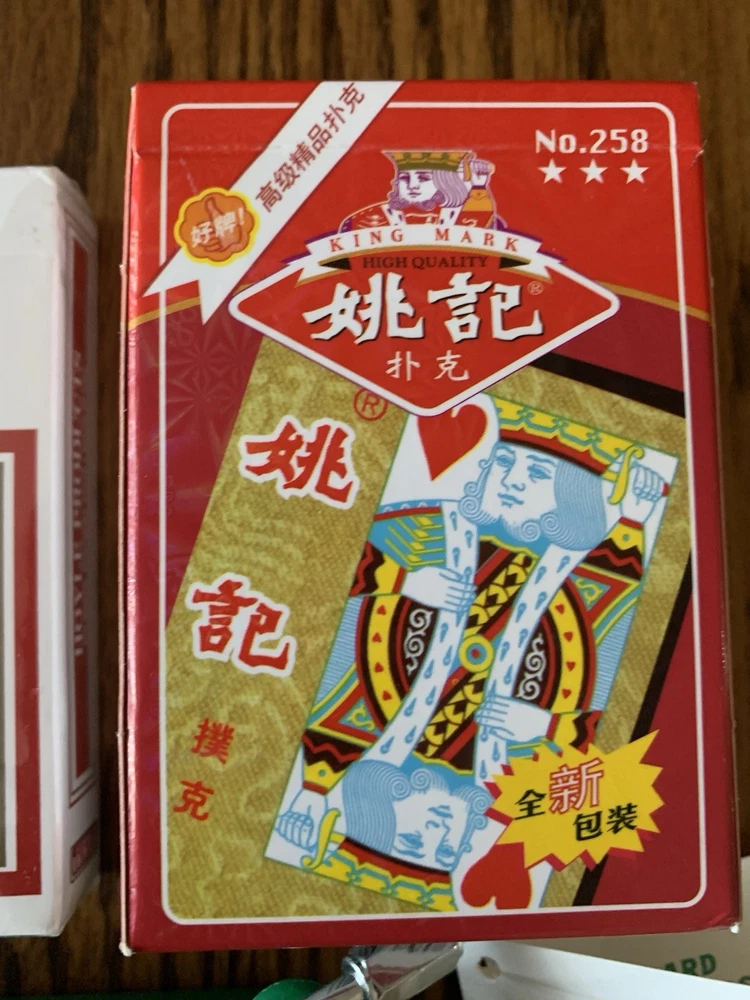 高级精品扑克
好牌!
No.258
KING MARK
HIGH QUALITY
姚記®
扑克
®
姚
記
撲
克
全新
包装
ARD